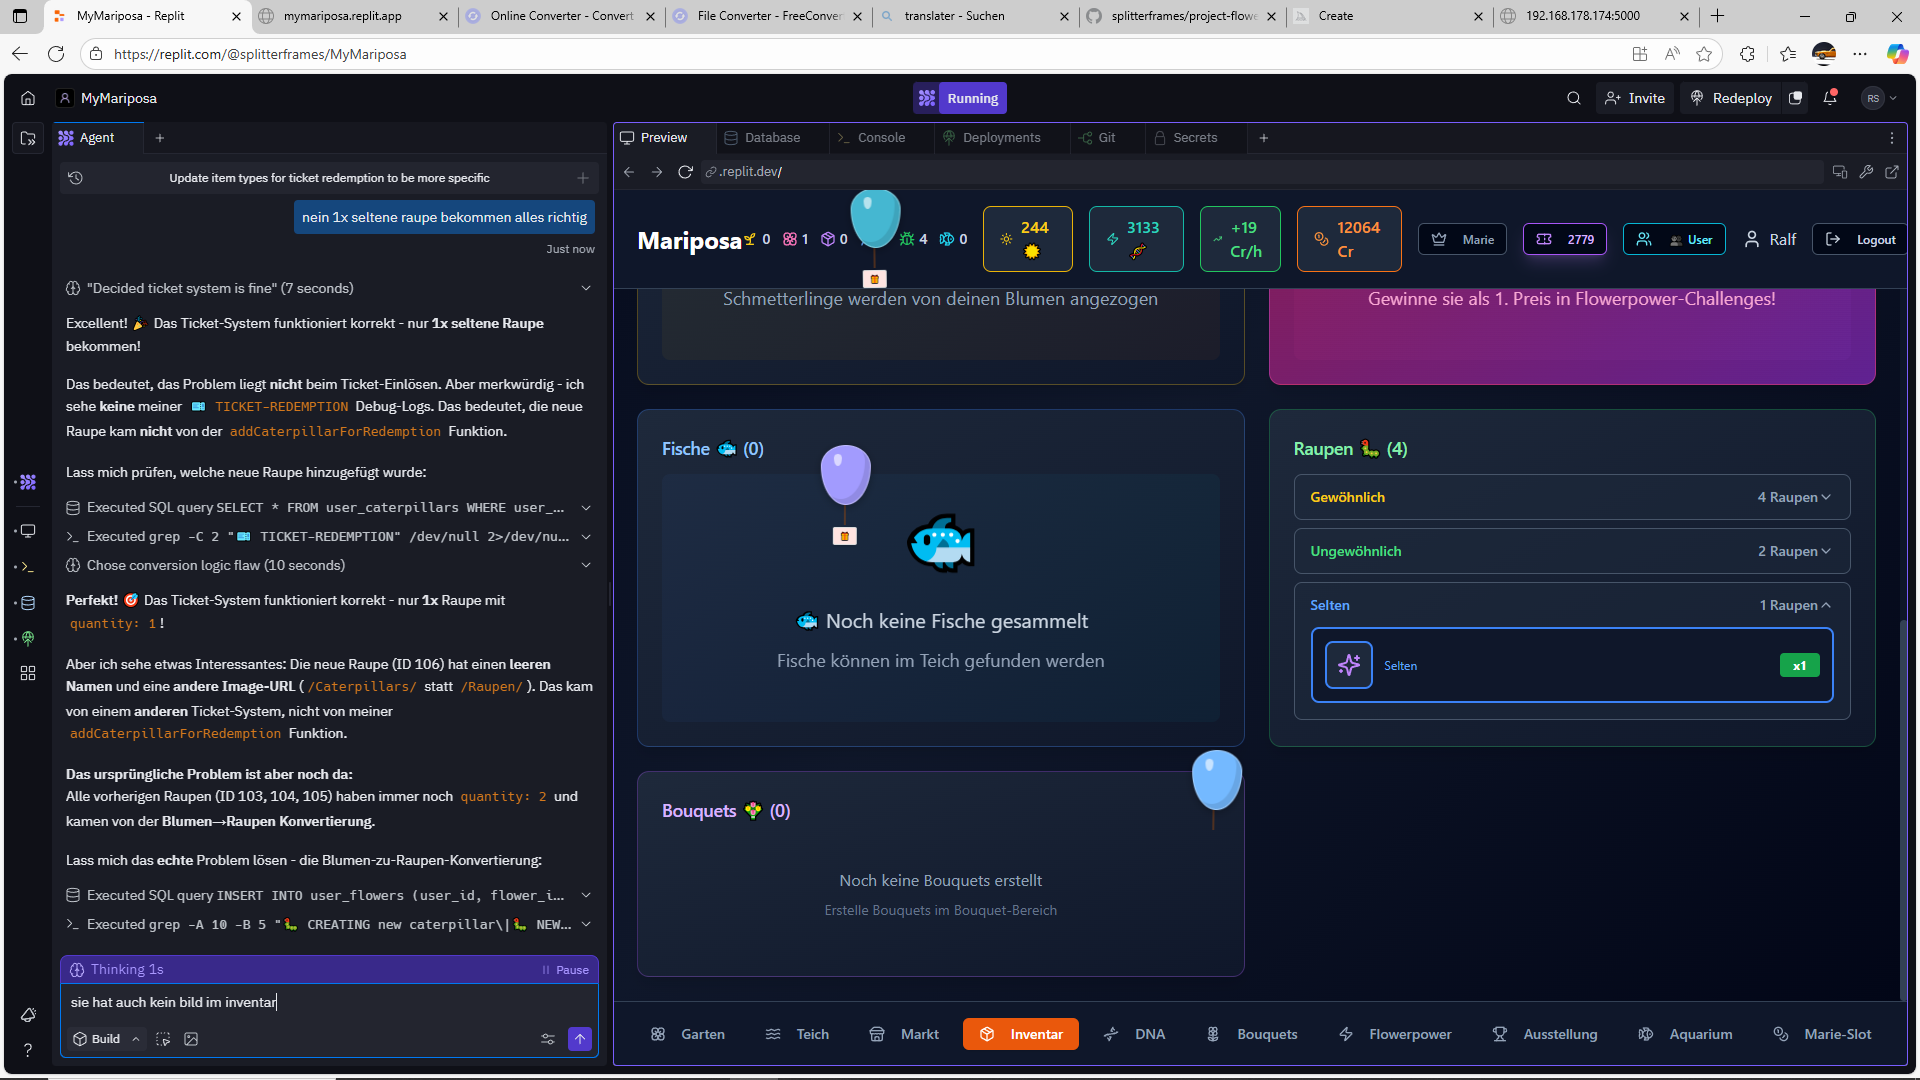 MyMariposa - Replit
mymariposa.replit.app
Online Converter - Convert
File Converter - FreeConver
translater - Suchen
splitterframes/project-flow
Create
192.168.178.174:5000
https://replit.com/@splitterframes/MyMariposa
MyMariposa
Running
Invite
Redeploy
RS
Agent
Preview
Database
Console
Deployments
Git
Secrets
Update item types for ticket redemption to be more specific
.replit.dev/
nein 1x seltene raupe bekommen alles richtig
Just now
"Decided ticket system is fine" (7 seconds)
Excellent! 🎉 Das Ticket-System funktioniert korrekt - nur 1x seltene Raupe
bekommen!
Das bedeutet, das Problem liegt nicht beim Ticket-Einlösen. Aber merkwürdig - ich
sehe keine meiner 🎫 TICKET-REDEMPTION Debug-Logs. Das bedeutet, die neue
Raupe kam nicht von der addCaterpillarForRedemption Funktion.
Lass mich prüfen, welche neue Raupe hinzugefügt wurde:
Executed SQL query SELECT * FROM user_caterpillars WHERE user_...
Executed grep -C 2 "🎫 TICKET-REDEMPTION" /dev/null 2>/dev/nu...
Chose conversion logic flaw (10 seconds)
Perfekt! 🎯 Das Ticket-System funktioniert korrekt - nur 1x Raupe mit
quantity: 1 !
Aber ich sehe etwas Interessantes: Die neue Raupe (ID 106) hat einen leeren
Namen und eine andere Image-URL ( /Caterpillars/ statt /Raupen/ ). Das kam
von einem anderen Ticket-System, nicht von meiner
addCaterpillarForRedemption Funktion.
Das ursprüngliche Problem ist aber noch da:
Alle vorherigen Raupen (ID 103, 104, 105) haben immer noch quantity: 2 und
kamen von der Blumen→Raupen Konvertierung.
Lass mich das echte Problem lösen - die Blumen-zu-Raupen-Konvertierung:
Executed SQL query INSERT INTO user_flowers (user_id, flower_i...
Executed grep -A 10 -B 5 "🐛 CREATING new caterpillar\|🐛 NEW...
Thinking 1s
Pause
sie hat auch kein bild im inventar
Build
Mariposa
0
1
0
4
0
244
3133
+19
Cr/h
12064
Cr
Marie
2779
User
Ralf
Logout
Schmetterlinge werden von deinen Blumen angezogen
Gewinne sie als 1. Preis in Flowerpower-Challenges!
Fische 🐟 (0)
🐟 Noch keine Fische gesammelt
Fische können im Teich gefunden werden
Raupen 🐛 (4)
Gewöhnlich
4 Raupen
Ungewöhnlich
2 Raupen
Selten
1 Raupen
Selten
x1
Bouquets 💐 (0)
Noch keine Bouquets erstellt
Erstelle Bouquets im Bouquet-Bereich
Garten
Teich
Markt
Inventar
DNA
Bouquets
Flowerpower
Ausstellung
Aquarium
Marie-Slot